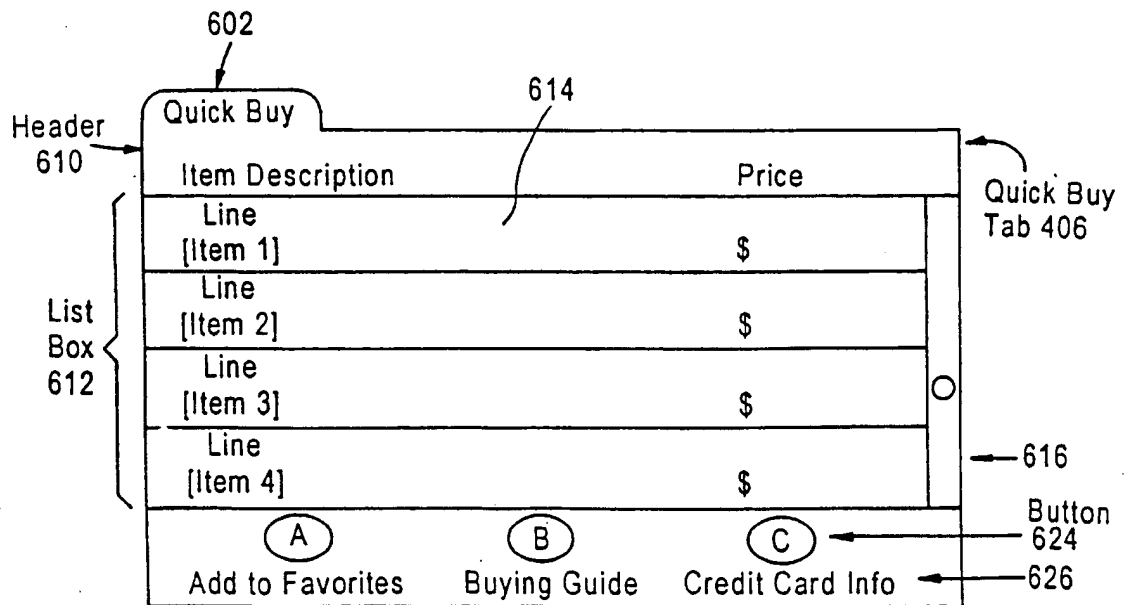 602
Quick Buy
614
Header
610
Item Description Price
Quick Buy
Tab 406
Line
[Item 1] $
Line
[Item 2] $
List
Box
612
Line
[Item 3] $
Line
[Item 4] $
616
A B C
Button
624
Add to Favorites Buying Guide Credit Card Info
626